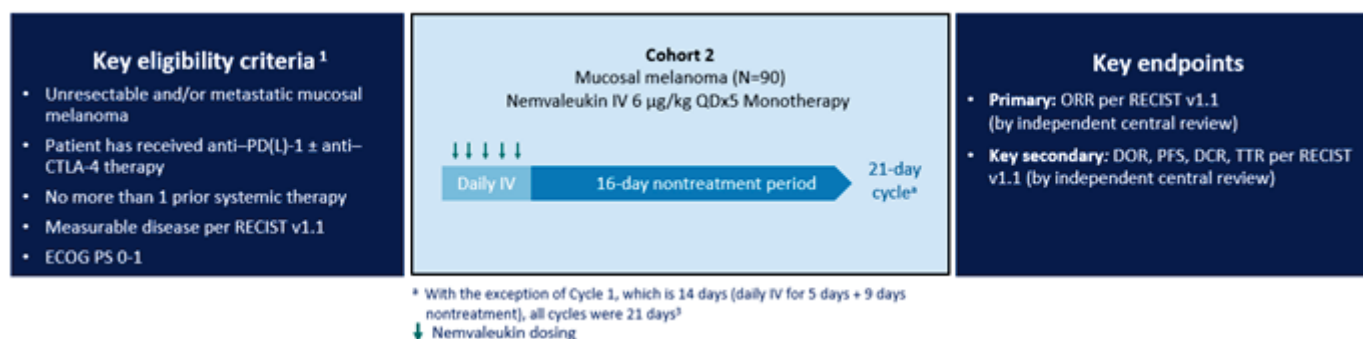 Key eligibility criteria 1
• Unresectable and/or metastatic mucosal
melanoma
• Patient has received anti–PD(L)-1 ± anti–
CTLA-4 therapy
• No more than 1 prior systemic therapy
• Measurable disease per RECIST v1.1
• ECOG PS 0-1
Cohort 2
Mucosal melanoma (N=90)
Nemvaleukin IV 6 µg/kg QDx5 Monotherapy
Daily IV
16-day nontreatment period
21-day
cycleᵃ
ᵃ With the exception of Cycle 1, which is 14 days (daily IV for 5 days + 9 days
nontreatment), all cycles were 21 days³
Nemvaleukin dosing
Key endpoints
• Primary: ORR per RECIST v1.1
(by independent central review)
• Key secondary: DOR, PFS, DCR, TTR per RECIST
v1.1 (by independent central review)